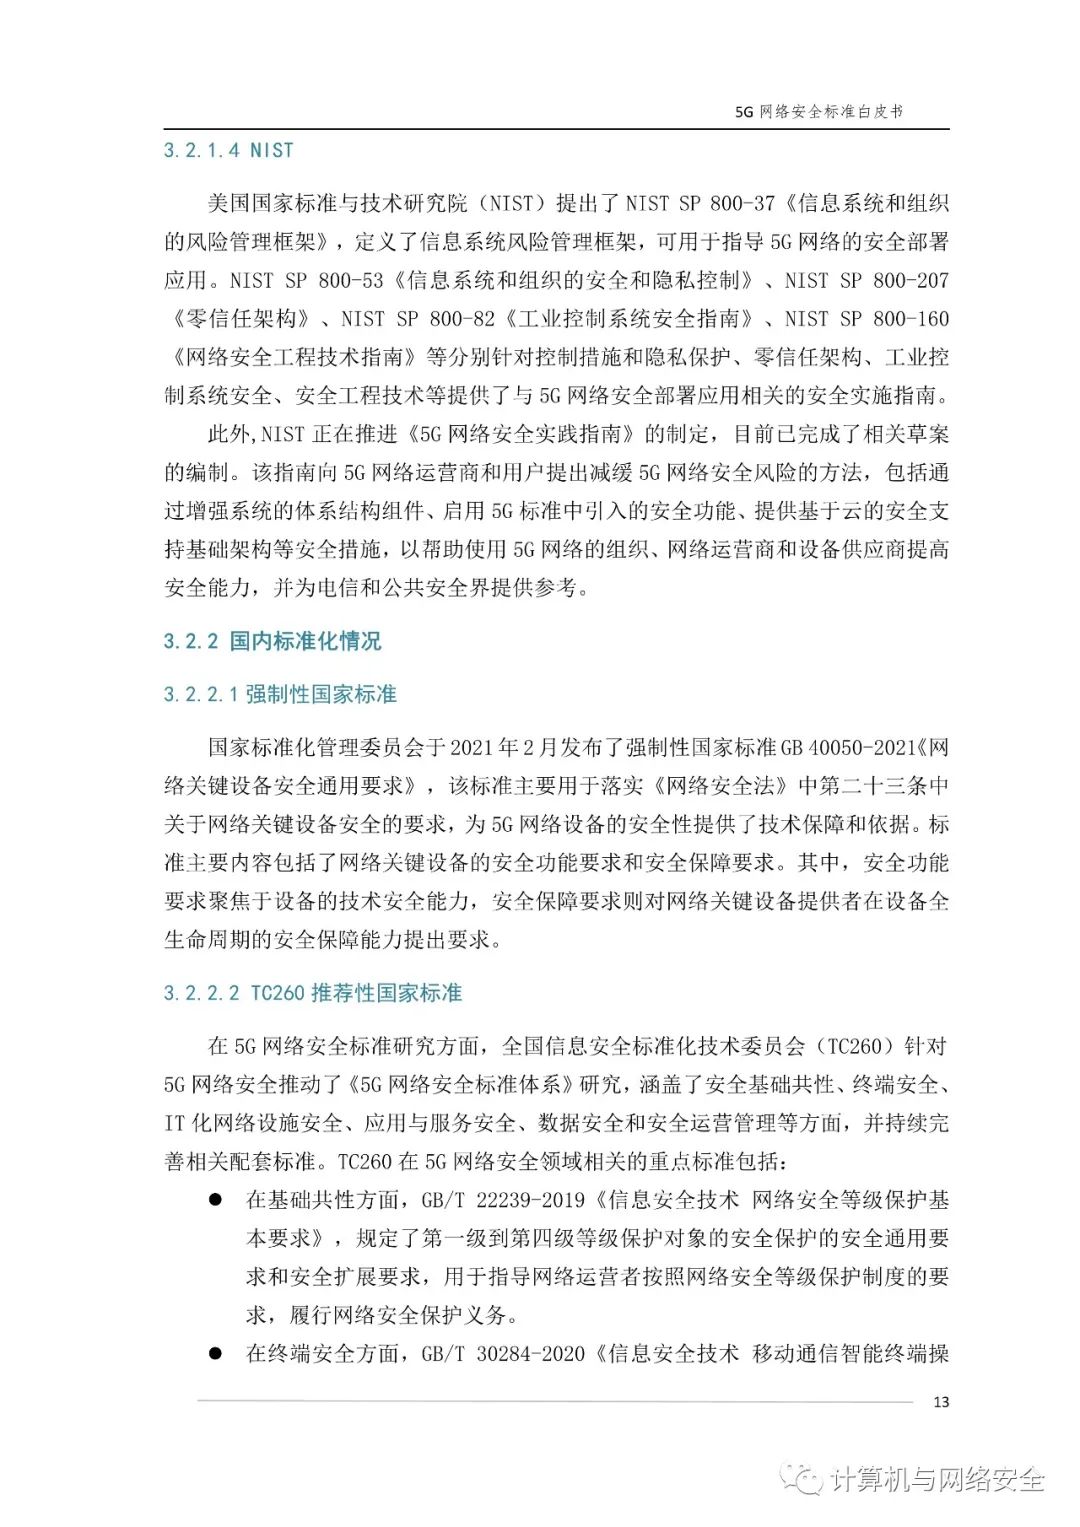 5G 网络安全标准白皮书
3.2.1.4 NIST
美国国家标准与技术研究院（NIST）提出了 NIST SP 800-37《信息系统和组织
的风险管理框架》，定义了信息系统风险管理框架，可用于指导 5G 网络的安全部署
应用。NIST SP 800-53《信息系统和组织的安全和隐私控制》、NIST SP 800-207
《零信任架构》、NIST SP 800-82《工业控制系统安全指南》、NIST SP 800-160
《网络安全工程技术指南》等分别针对控制措施和隐私保护、零信任架构、工业控
制系统安全、安全工程技术等提供了与 5G 网络安全部署应用相关的安全实施指南。
此外,NIST 正在推进《5G 网络安全实践指南》的制定，目前已完成了相关草案
的编制。该指南向 5G 网络运营商和用户提出减缓 5G 网络安全风险的方法，包括通
过增强系统的体系结构组件、启用 5G 标准中引入的安全功能、提供基于云的安全支
持基础架构等安全措施，以帮助使用 5G 网络的组织、网络运营商和设备供应商提高
安全能力，并为电信和公共安全界提供参考。
3.2.2 国内标准化情况
3.2.2.1 强制性国家标准
国家标准化管理委员会于 2021 年 2 月发布了强制性国家标准 GB 40050-2021《网
络关键设备安全通用要求》，该标准主要用于落实《网络安全法》中第二十三条中
关于网络关键设备安全的要求，为 5G 网络设备的安全性提供了技术保障和依据。标
准主要内容包括了网络关键设备的安全功能要求和安全保障要求。其中，安全功能
要求聚焦于设备的技术安全能力，安全保障要求则对网络关键设备提供者在设备全
生命周期的安全保障能力提出要求。
3.2.2.2 TC260 推荐性国家标准
在 5G 网络安全标准研究方面，全国信息安全标准化技术委员会（TC260）针对
5G 网络安全推动了《5G 网络安全标准体系》研究，涵盖了安全基础共性、终端安全、
IT 化网络设施安全、应用与服务安全、数据安全和安全运营管理等方面，并持续完
善相关配套标准。TC260 在 5G 网络安全领域相关的重点标准包括：
● 在基础共性方面，GB/T 22239-2019《信息安全技术 网络安全等级保护基
本要求》，规定了第一级到第四级等级保护对象的安全保护的安全通用要
求和安全扩展要求，用于指导网络运营者按照网络安全等级保护制度的要
求，履行网络安全保护义务。
● 在终端安全方面，GB/T 30284-2020《信息安全技术 移动通信智能终端操
13
计算机与网络安全